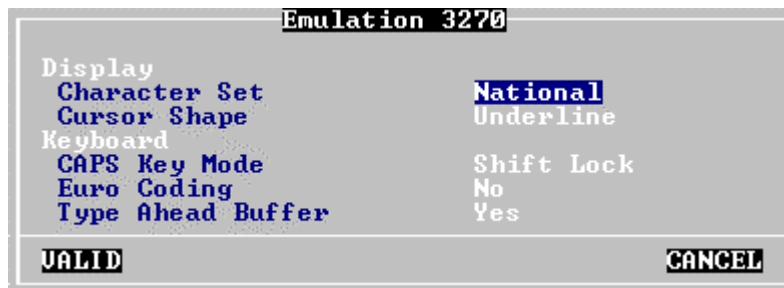 Emulation 3270
Display
Character Set National
Cursor Shape Underline
Keyboard
CAPS Key Mode Shift Lock
Euro Coding No
Type Ahead Buffer Yes
VALID CANCEL